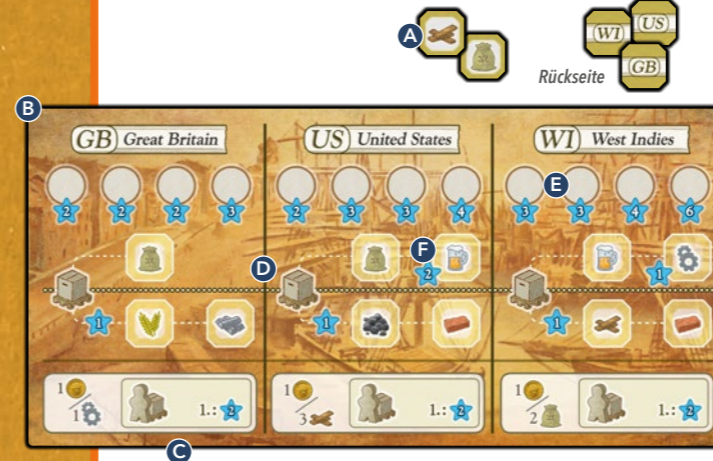 A
WI US
GB
Rückseite
B
GB Great Britain
US United States
WI West Indies
E
2 2 2 3
2 3 3 4
3 3 4 6
F
D
2
1
1
1
1
1 / 1
1.: 2
1 / 3
1.: 2
1 / 2
1.: 2
C